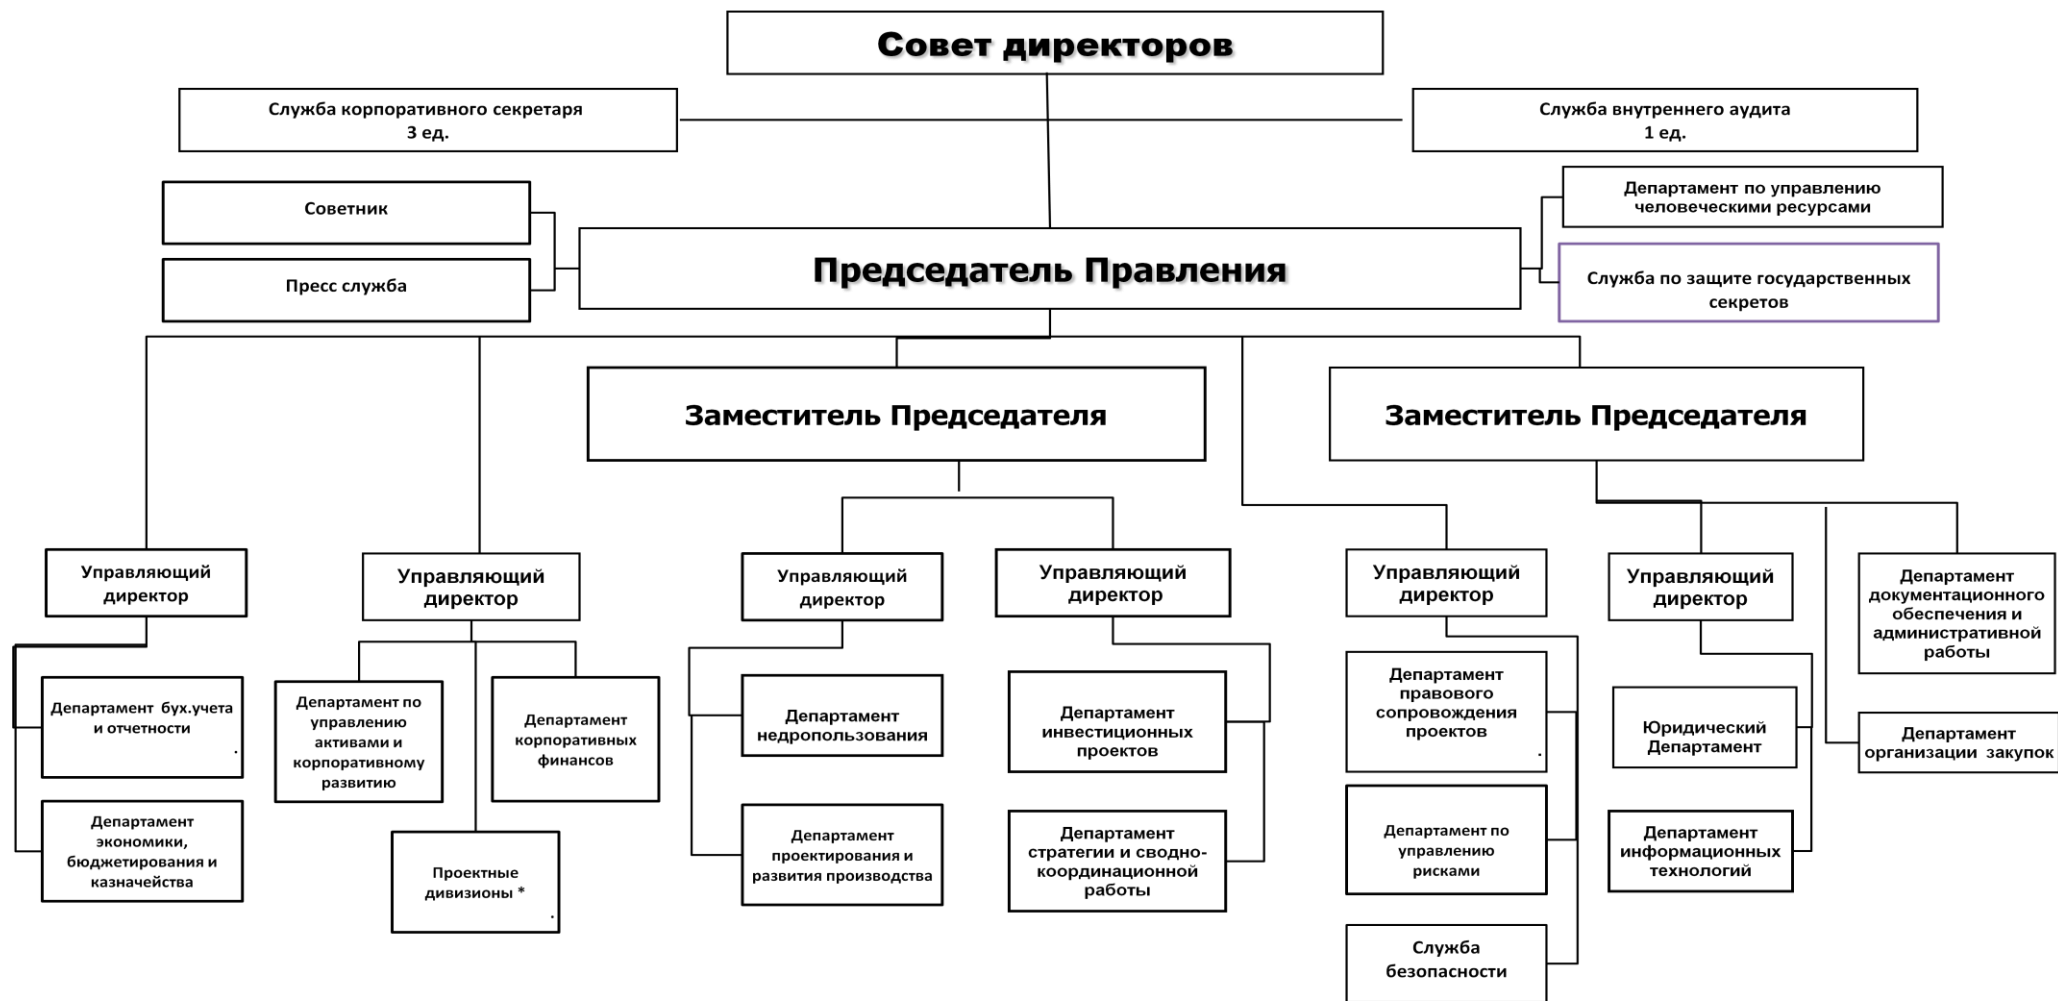 Совет директоров
Служба корпоративного секретаря
3 ед.
Служба внутреннего аудита
1 ед.
Советник
Пресс служба
Председатель Правления
Департамент по управлению
человеческими ресурсами
Служба по защите государственных
секретов
Заместитель Председателя
Заместитель Председателя
Управляющий
директор
Управляющий
директор
Управляющий
директор
Управляющий
директор
Управляющий
директор
Управляющий
директор
Департамент
документационного
обеспечения и
административной
работы
Департамент бух.учета
и отчетности
.
Департамент
экономики,
бюджетирования и
казначейства
Департамент по
управлению
активами и
корпоративному
развитию
Департамент
корпоративных
финансов
Проектные
дивизионы *
.
Департамент
недропользования
Департамент
проектирования и
развития производства
Департамент
инвестиционных
проектов
Департамент
стратегии и сводно-
координационной
работы
Департамент
правового
сопровождения
проектов
.
Департамент по
управлению
рисками
Служба
безопасности
Юридический
Департамент
Департамент
информационных
технологий
Департамент
организации закупок